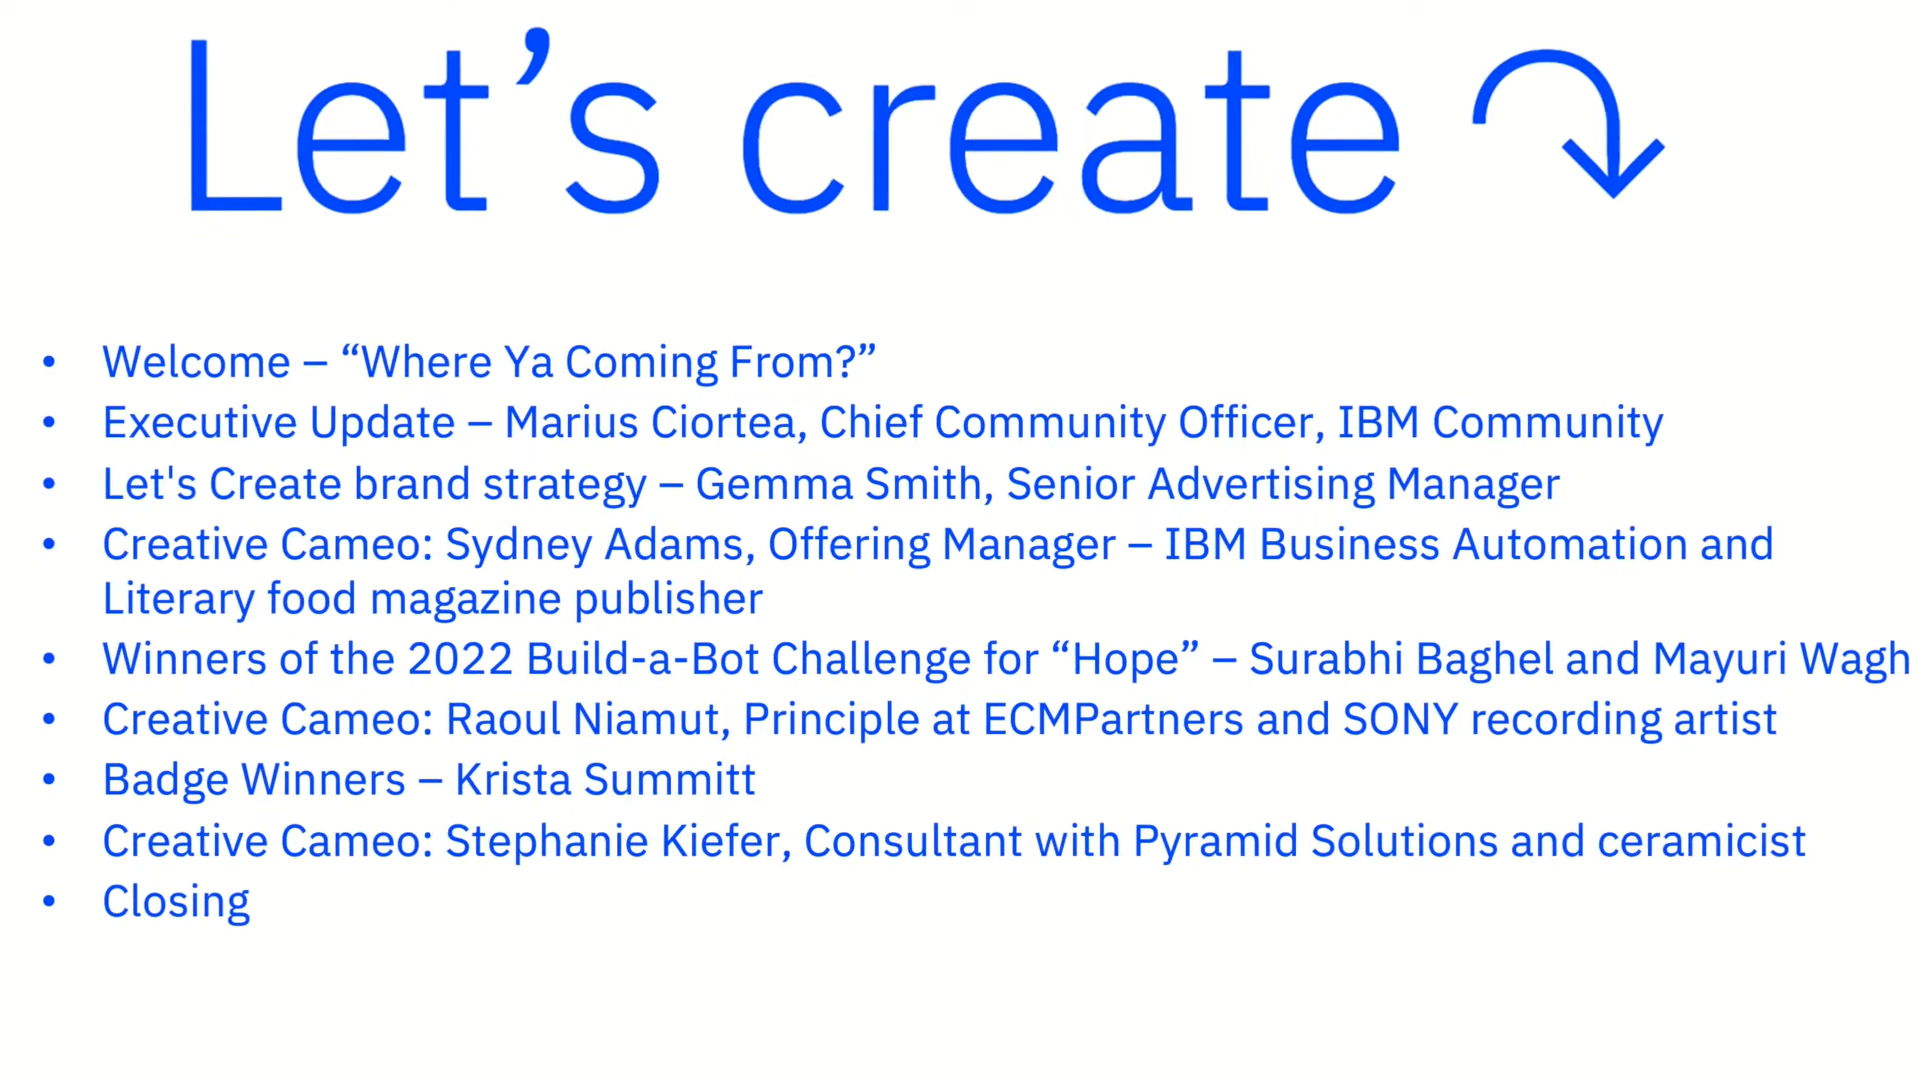 Let’s create
• Welcome – “Where Ya Coming From?”
• Executive Update – Marius Ciortea, Chief Community Officer, IBM Community
• Let's Create brand strategy – Gemma Smith, Senior Advertising Manager
• Creative Cameo: Sydney Adams, Offering Manager – IBM Business Automation and
Literary food magazine publisher
• Winners of the 2022 Build-a-Bot Challenge for “Hope” – Surabhi Baghel and Mayuri Wagh
• Creative Cameo: Raoul Niamut, Principle at ECMPartners and SONY recording artist
• Badge Winners – Krista Summitt
• Creative Cameo: Stephanie Kiefer, Consultant with Pyramid Solutions and ceramicist
• Closing